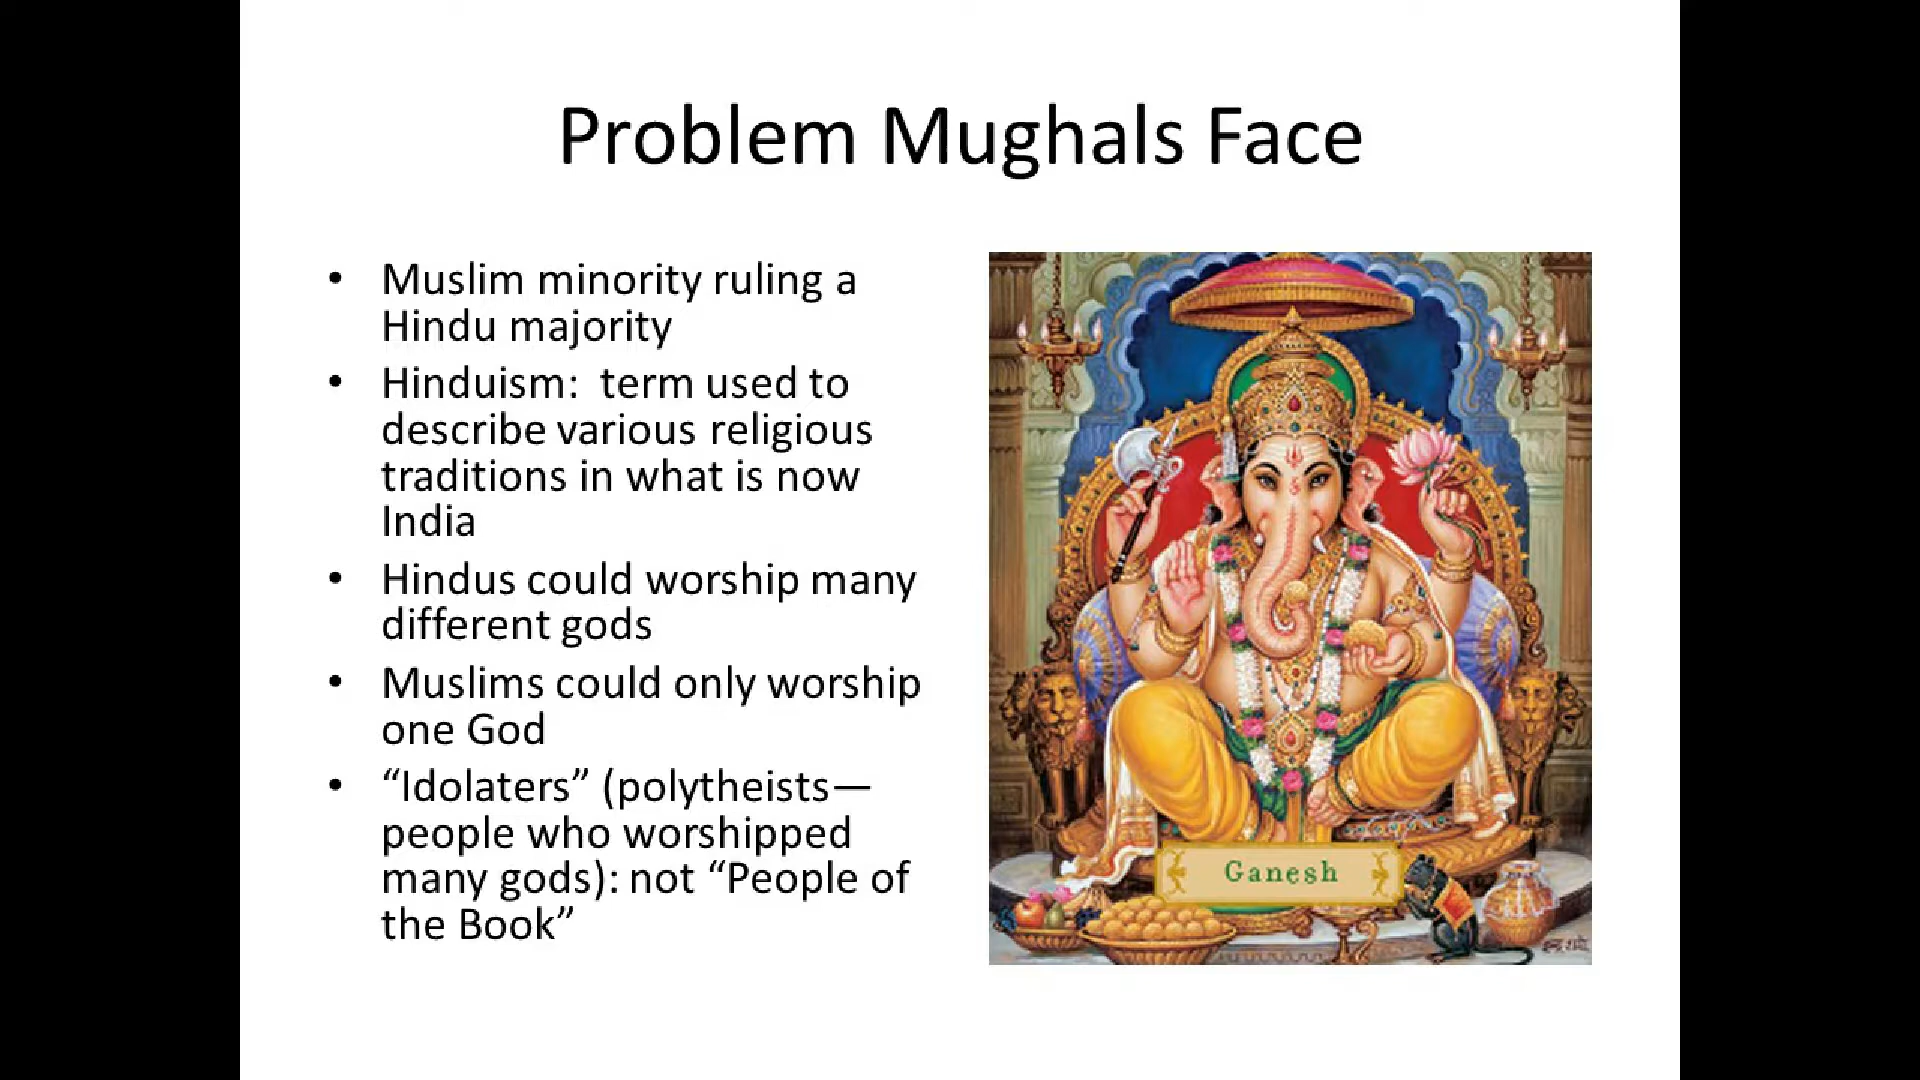 Problem Mughals Face
• Muslim minority ruling a
Hindu majority
• Hinduism:  term used to
describe various religious
traditions in what is now
India
• Hindus could worship many
different gods
• Muslims could only worship
one God
• “Idolaters” (polytheists—
people who worshipped
many gods): not “People of
the Book”
Ganesh